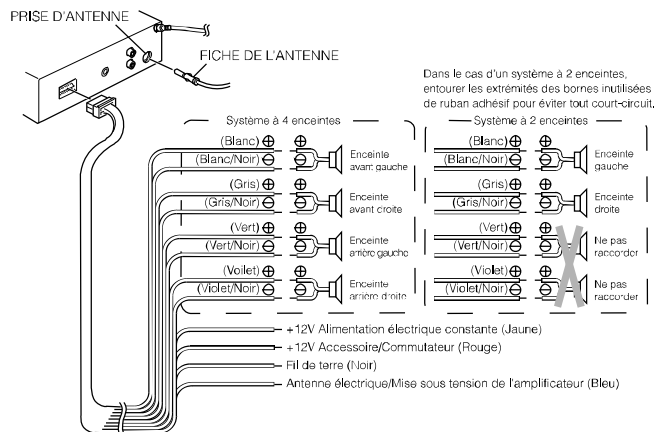 PRISE D'ANTENNE
FICHE DE L'ANTENNE
Dans le cas d'un système à 2 enceintes,
entourer les extrémités des bornes inutilisées
de ruban adhésif pour éviter tout court-circuit.
Système à 4 enceintes
(Blanc) ⊕ ⊕
(Blanc/Noir) ⊖ ⊖
Enceinte
avant gauche
(Gris) ⊕ ⊕
(Gris/Noir) ⊖ ⊖
Enceinte
avant droite
(Vert) ⊕ ⊕
(Vert/Noir) ⊖ ⊖
Enceinte
arrière gauche
(Voilet) ⊕ ⊕
(Violet/Noir) ⊖ ⊖
Enceinte
arrière droite
Système à 2 enceintes
(Blanc) ⊕ ⊕
(Blanc/Noir) ⊖ ⊖
Enceinte
gauche
(Gris) ⊕ ⊕
(Gris/Noir) ⊖ ⊖
Enceinte
droite
(Vert) ⊕ ⊕
(Vert/Noir) ⊖ ⊖
Ne pas
raccorder
(Violet) ⊕ ⊕
(Violet/Noir) ⊖ ⊖
Ne pas
raccorder
+12V Alimentation électrique constante (Jaune)
+12V Accessoire/Commutateur (Rouge)
Fil de terre (Noir)
Antenne électrique/Mise sous tension de l'amplificateur (Bleu)